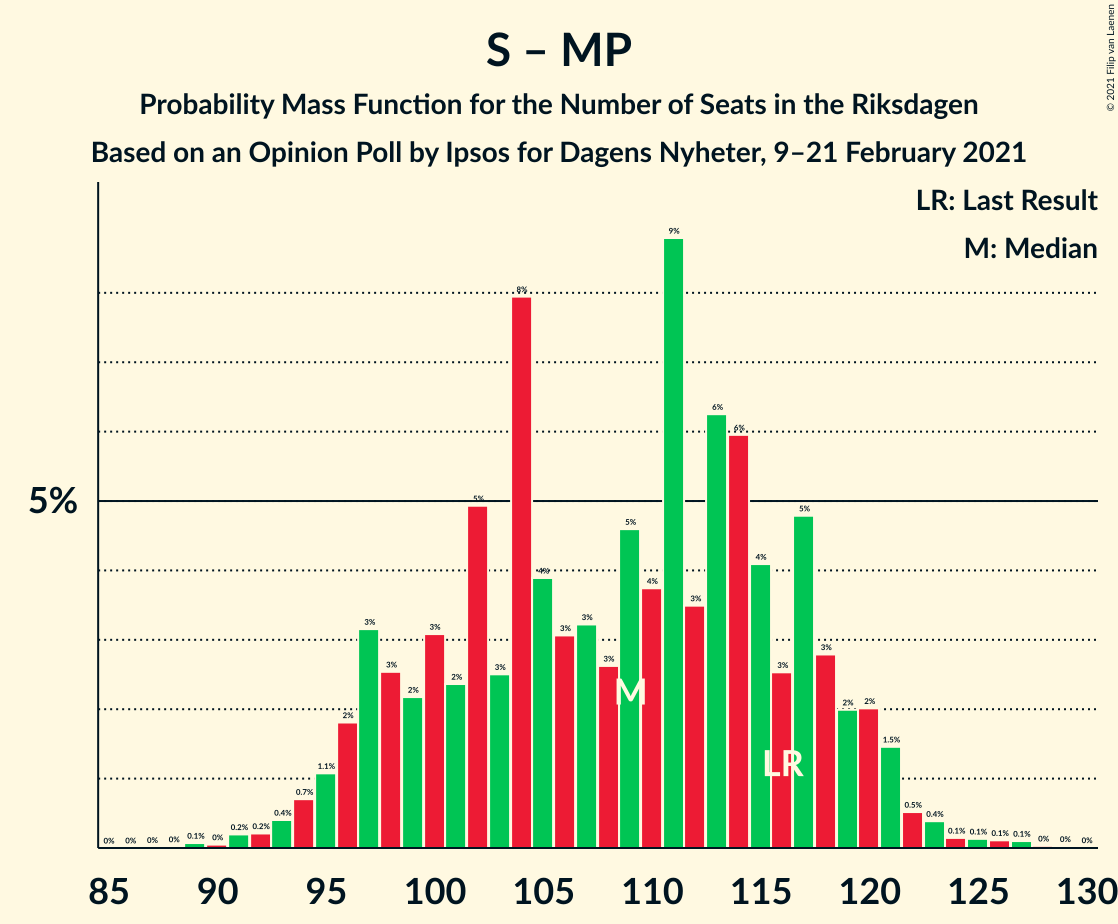 S – MP
Probability Mass Function for the Number of Seats in the Riksdagen
Based on an Opinion Poll by Ipsos for Dagens Nyheter, 9–21 February 2021
© 2021 Filip van Laenen
LR: Last Result
M: Median
5%
0% 0% 0% 0% 0.1% 0% 0.2% 0.2% 0.4% 0.7% 1.1% 2% 3% 3% 2% 3% 2% 5% 3% 8% 4% 3% 3% 3% 5% 4% 9% 3% 6% 6% 4% 3% 5% 3% 2% 2% 1.5% 0.5% 0.4% 0.1% 0.1% 0.1% 0.1% 0% 0% 0%
M
LR
85 90 95 100 105 110 115 120 125 130